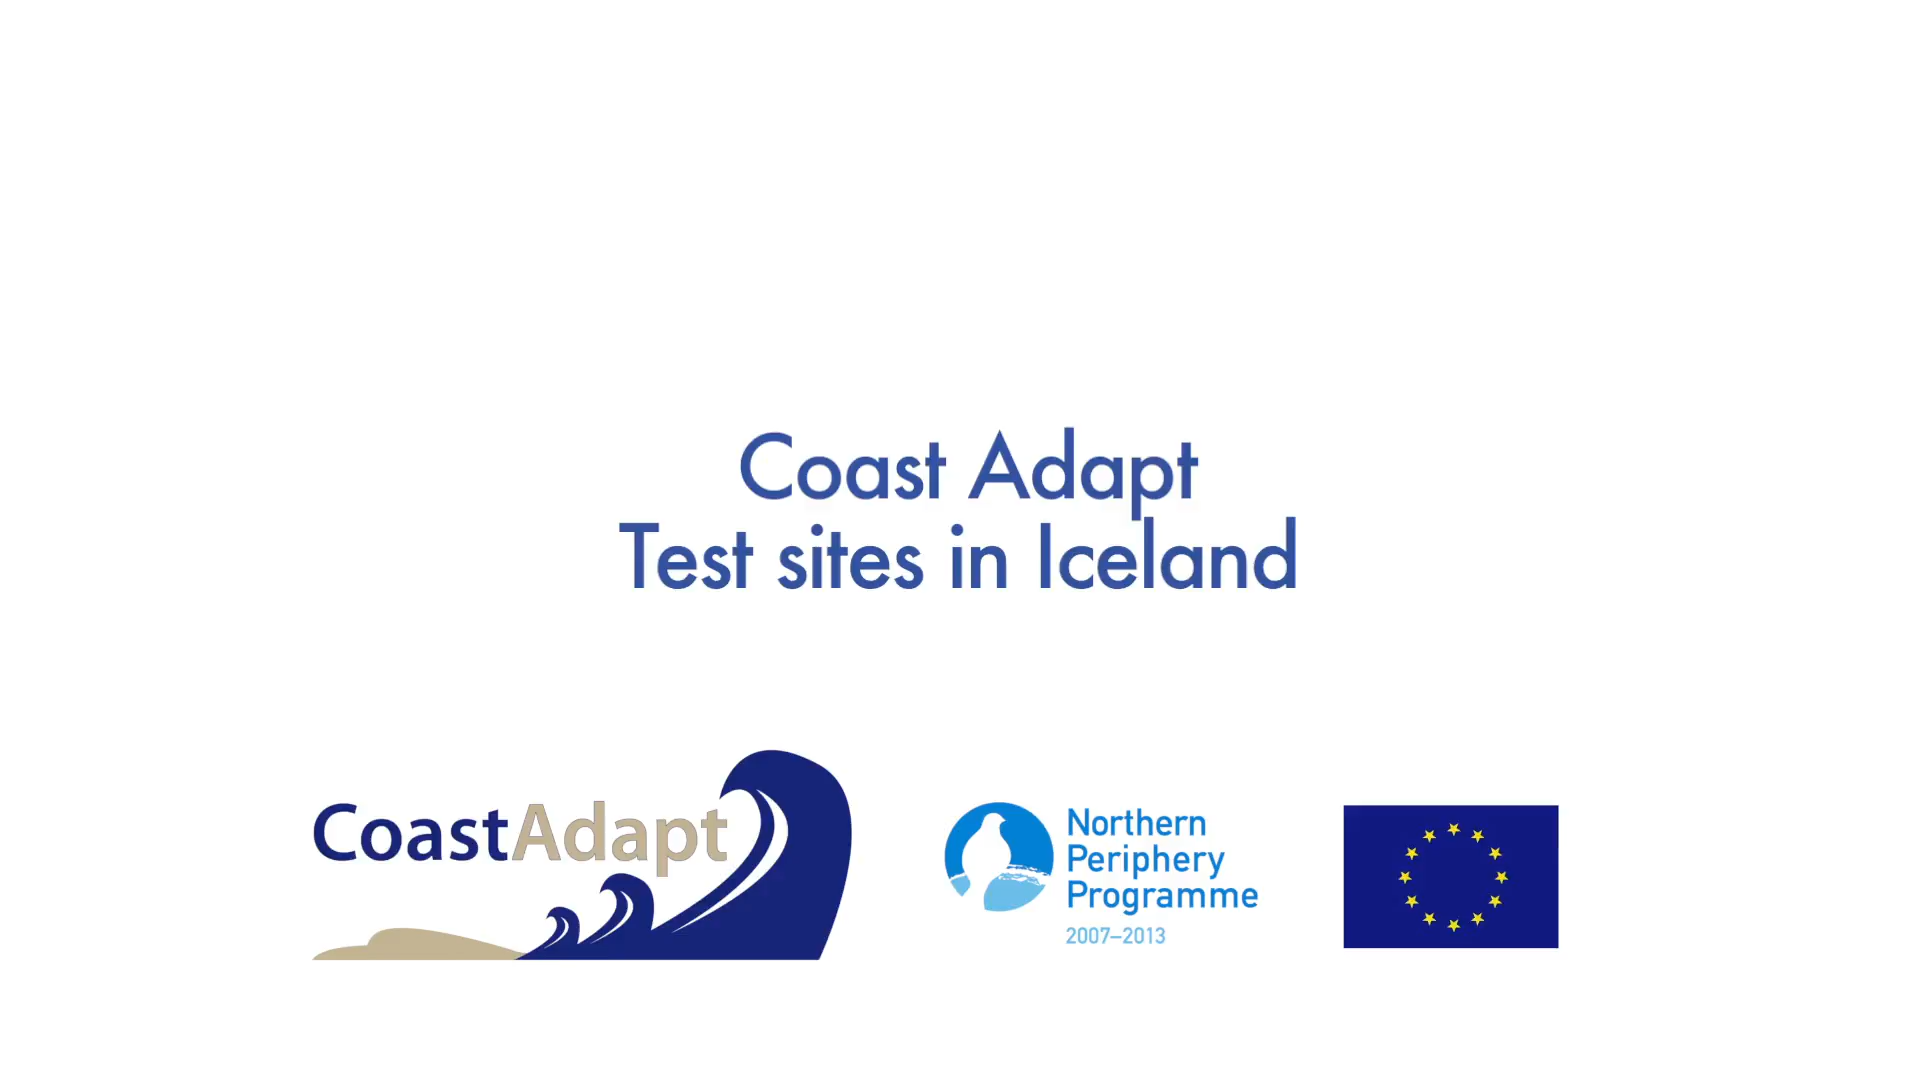 Coast Adapt
Test sites in Iceland
CoastAdapt
Northern
Periphery
Programme
2007–2013